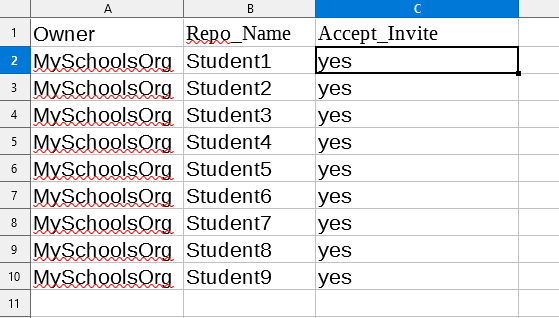 A B C
1 Owner Repo_Name Accept_Invite
2 MySchoolsOrg Student1 yes
3 MySchoolsOrg Student2 yes
4 MySchoolsOrg Student3 yes
5 MySchoolsOrg Student4 yes
6 MySchoolsOrg Student5 yes
7 MySchoolsOrg Student6 yes
8 MySchoolsOrg Student7 yes
9 MySchoolsOrg Student8 yes
10 MySchoolsOrg Student9 yes
11